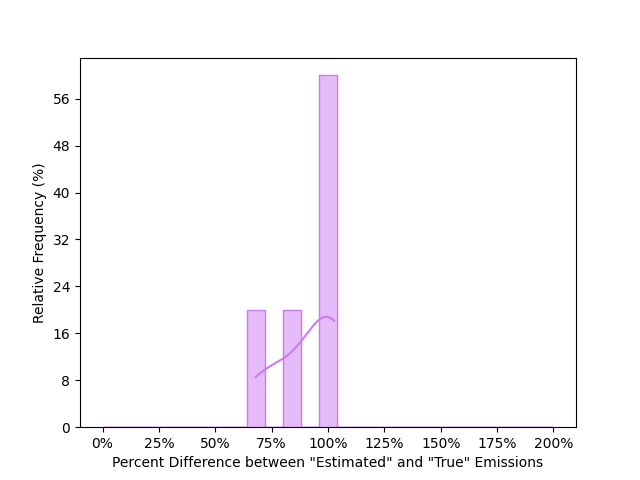 56
48
40
32
24
16
8
0
Relative Frequency (%)
0% 25% 50% 75% 100% 125% 150% 175% 200%
Percent Difference between "Estimated" and "True" Emissions